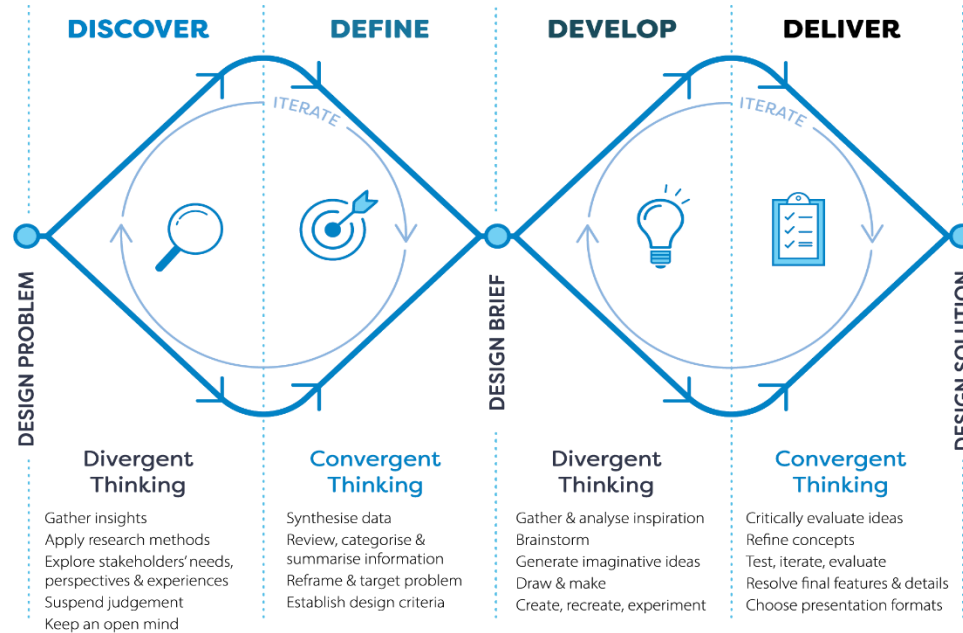 DISCOVER
DEFINE
DEVELOP
DELIVER
ITERATE
ITERATE
DESIGN PROBLEM
DESIGN BRIEF
DESIGN SOLUTION
Divergent
Thinking
Gather insights
Apply research methods
Explore stakeholders' needs,
perspectives & experiences
Suspend judgement
Keep an open mind
Convergent
Thinking
Synthesise data
Review, categorise &
summarise information
Reframe & target problem
Establish design criteria
Divergent
Thinking
Gather & analyse inspiration
Brainstorm
Generate imaginative ideas
Draw & make
Create, recreate, experiment
Convergent
Thinking
Critically evaluate ideas
Refine concepts
Test, iterate, evaluate
Resolve final features & details
Choose presentation formats